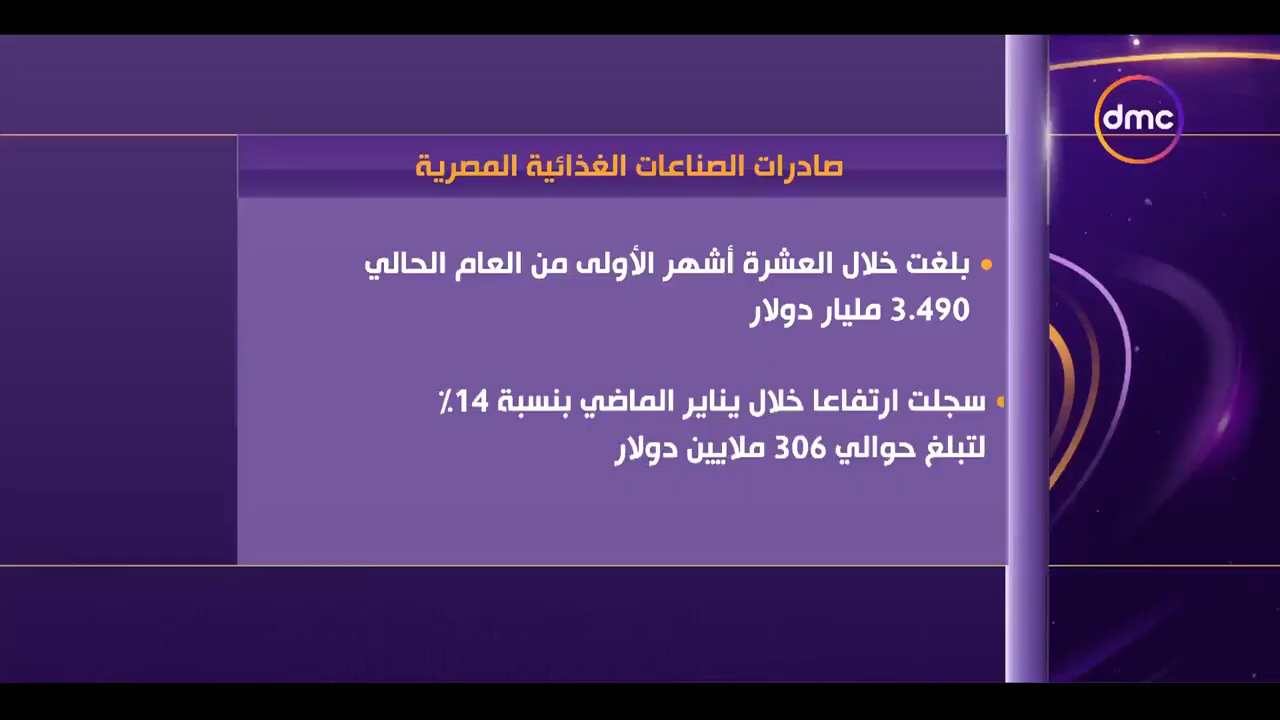 dmc
صادرات الصناعات الغذائية المصرية
• بلغت خلال العشرة أشهر الأولى من العام الحالي
3.490 مليار دولار
• سجلت ارتفاعا خلال يناير الماضي بنسبة 14٪
لتبلغ حوالي 306 ملايين دولار